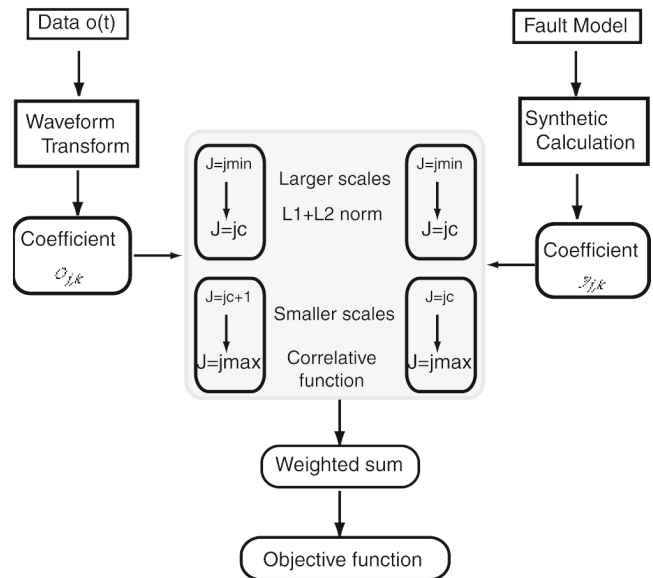 Data o(t)
Fault Model
Waveform
Transform
Synthetic
Calculation
J=jmin
J=jc
Larger scales
L1+L2 norm
J=jmin
J=jc
Coefficient
O j,k
Coefficient
J=jc+1
J=jmax
Smaller scales
Correlative
function
J=jc
J=jmax
Weighted sum
Objective function